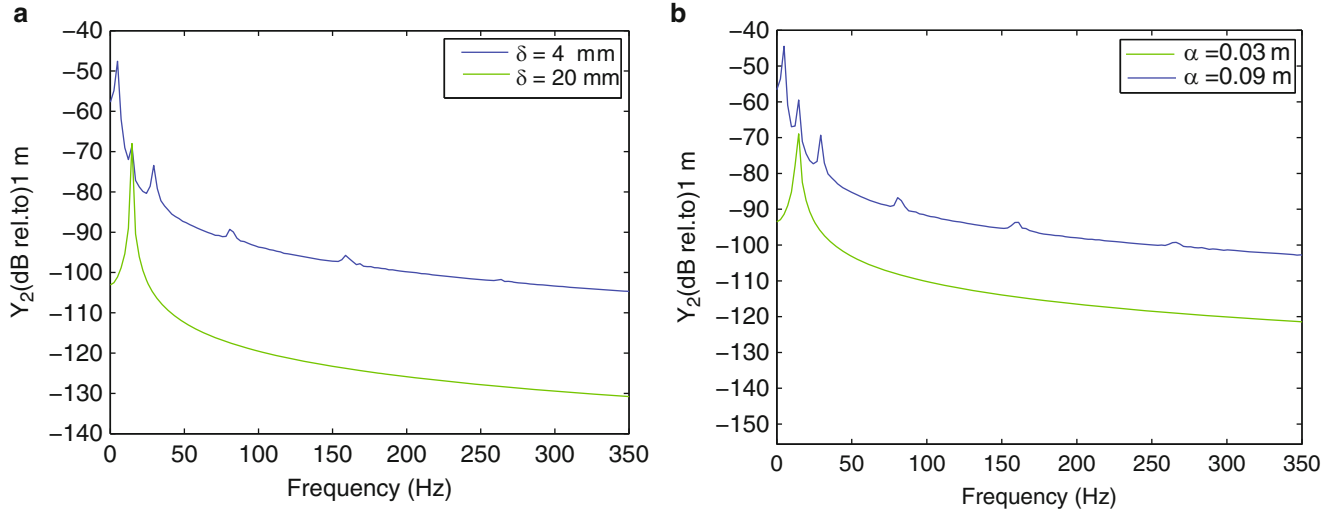 a
−40
−50
−60
−70
−80
−90
−100
−110
−120
−130
−140
Y2(dB rel.to)1 m
δ = 4 mm
δ = 20 mm
0 50 100 150 200 250 300 350
Frequency (Hz)
b
−40
−50
−60
−70
−80
−90
−100
−110
−120
−130
−140
−150
Y2(dB rel.to)1 m
α =0.03 m
α =0.09 m
0 50 100 150 200 250 300 350
Frequency (Hz)